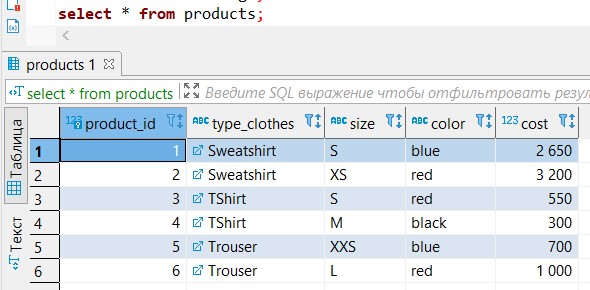 select * from products;
products 1
select * from products Введите SQL выражение чтобы отфильтровать резул
Таблица
Текст
123 product_id ABC type_clothes ABC size ABC color 123 cost
1 1 Sweatshirt S blue 2 650
2 2 Sweatshirt XS red 3 200
3 3 TShirt S red 550
4 4 TShirt M black 300
5 5 Trouser XXS blue 700
6 6 Trouser L red 1 000